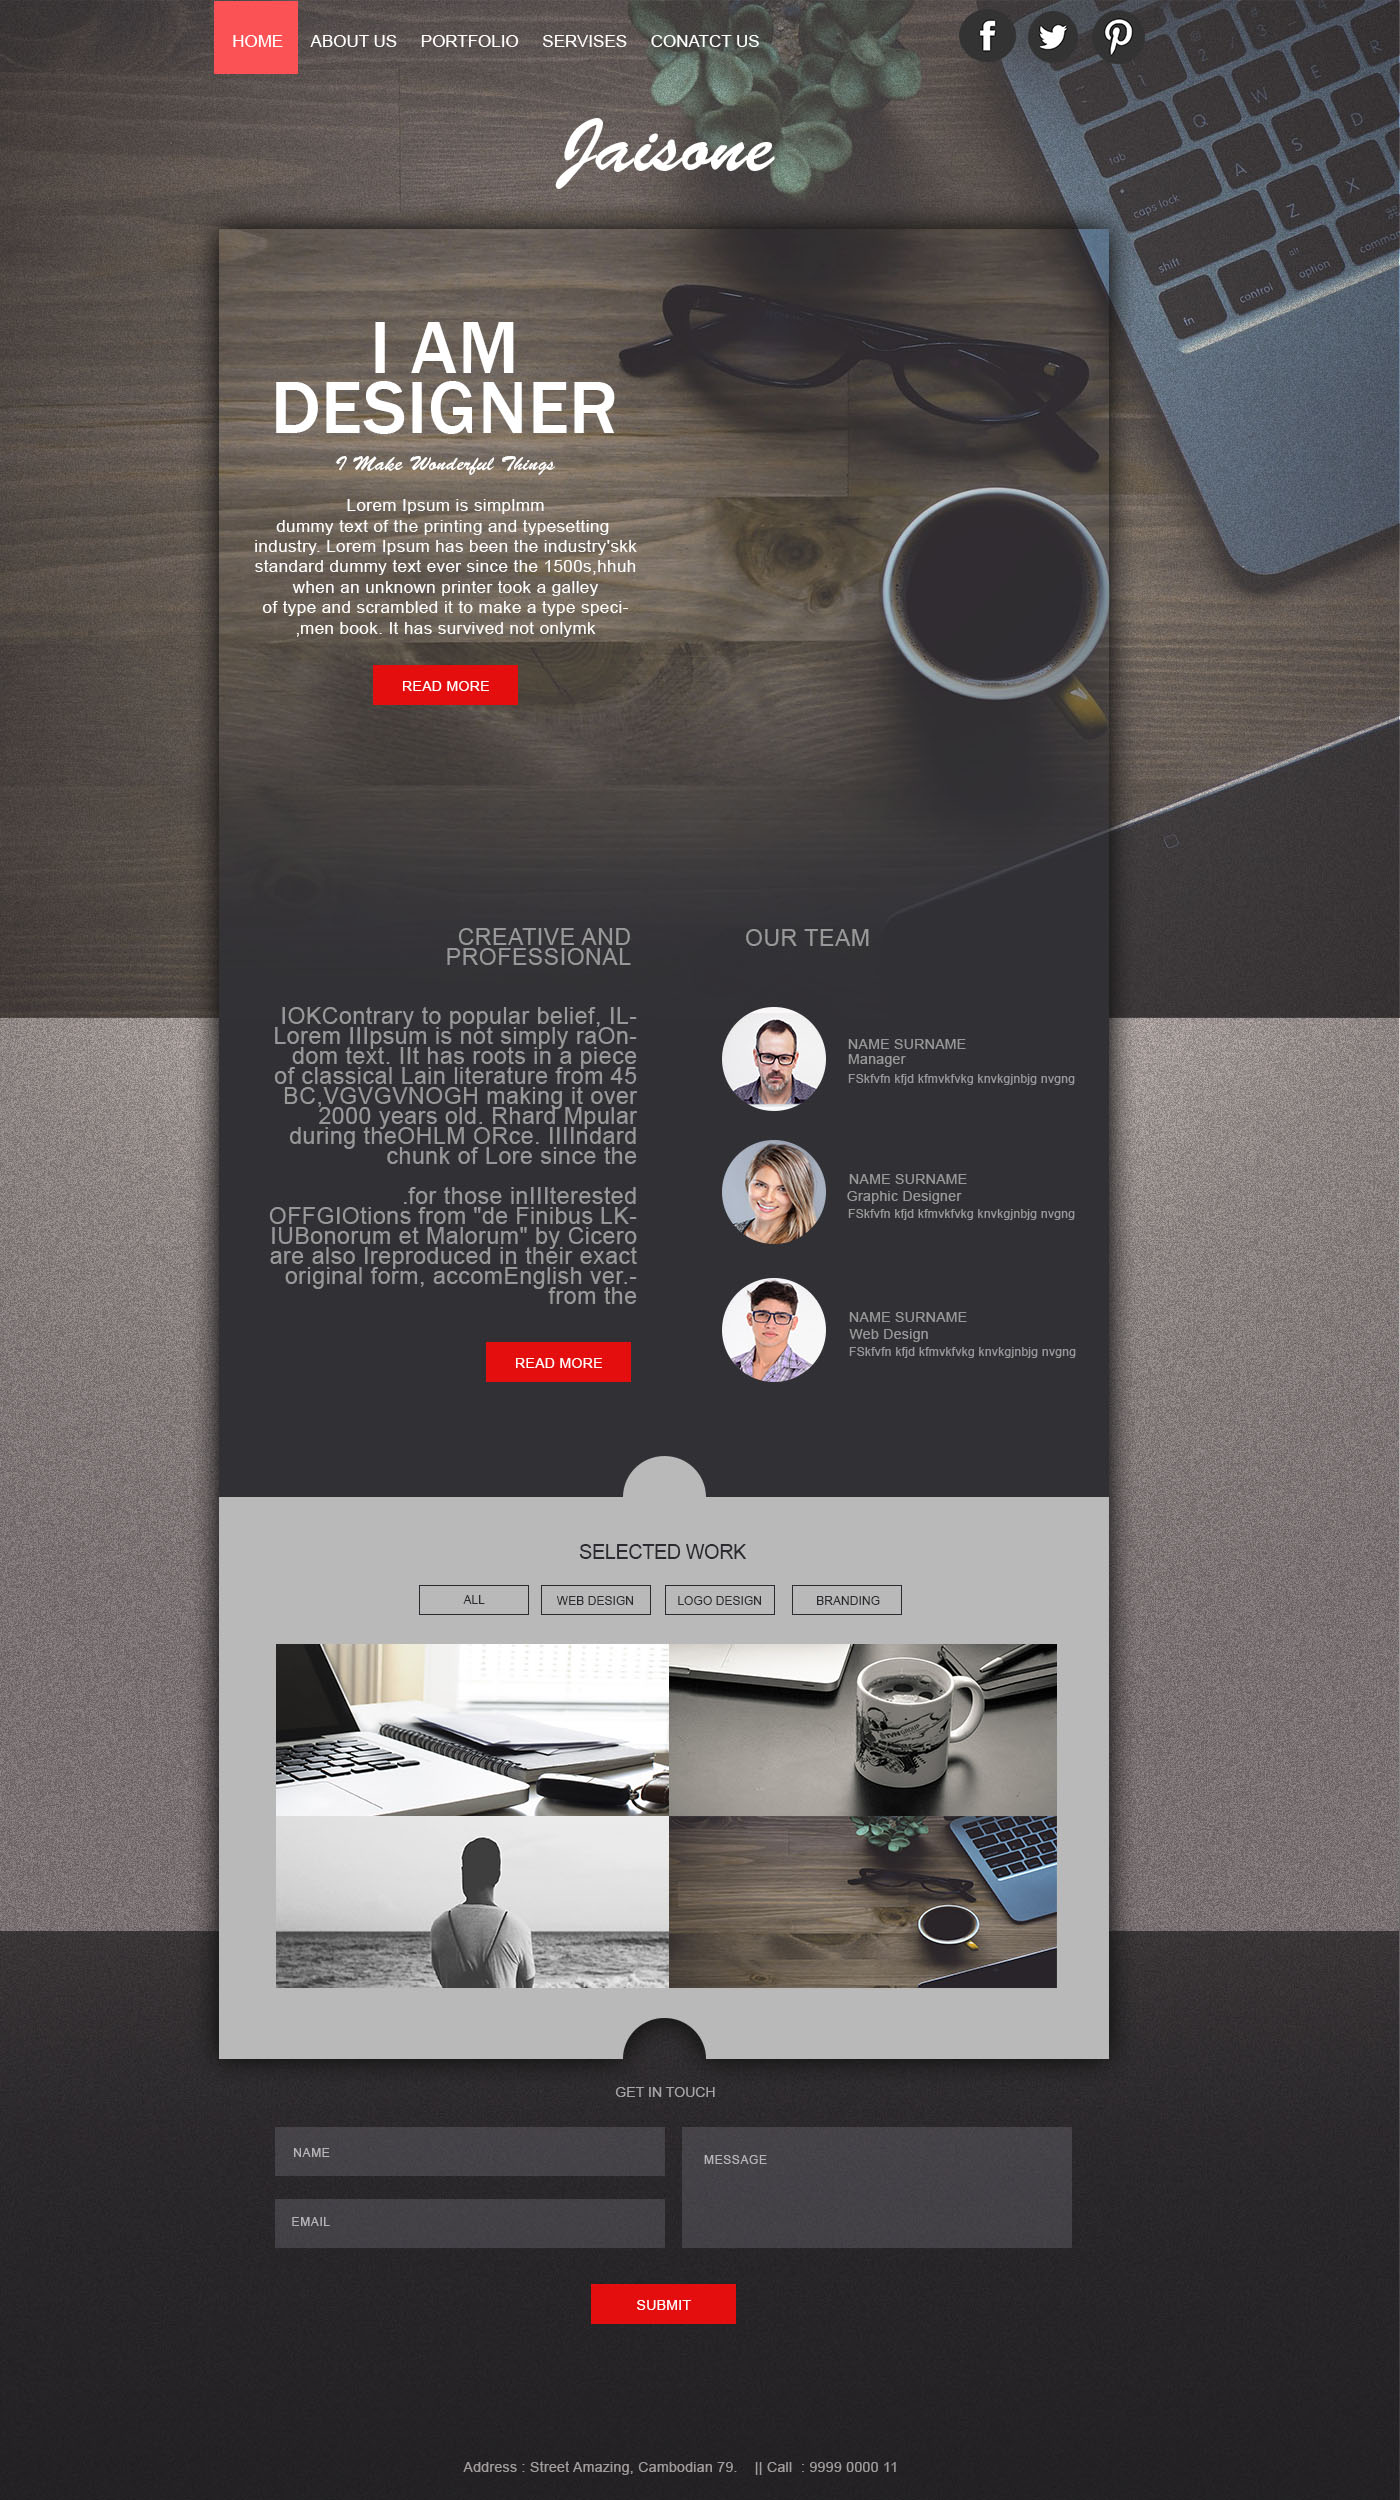 HOME ABOUT US PORTFOLIO SERVISES CONATCT US
Jaisone
I AM
DESIGNER
I Make Wonderful Things
Lorem Ipsum is simplmm
dummy text of the printing and typesetting
industry. Lorem Ipsum has been the industry'skk
standard dummy text ever since the 1500s,hhuh
when an unknown printer took a galley
of type and scrambled it to make a type speci-
,men book. It has survived not onlymk
READ MORE
CREATIVE AND
PROFESSIONAL
IOKContrary to popular belief, IL-
Lorem IIIpsum is not simply raOn-
dom text. IIt has roots in a piece
of classical Lain literature from 45
BC,VGVGVNOGH making it over
2000 years old. Rhard Mpular
during theOHLM ORce. IIIIndard
chunk of Lore since the
.for those inIIIterested
OFFGIOtions from "de Finibus LK-
IUBonorum et Malorum" by Cicero
are also Ireproduced in their exact
original form, accomEnglish ver.-
from the
READ MORE
OUR TEAM
NAME SURNAME
Manager
FSkfvfn kfjd kfmvkfvkg knvkgjnbjg nvgng
NAME SURNAME
Graphic Designer
FSkfvfn kfjd kfmvkfvkg knvkgjnbjg nvgng
NAME SURNAME
Web Design
FSkfvfn kfjd kfmvkfvkg knvkgjnbjg nvgng
SELECTED WORK
ALL WEB DESIGN LOGO DESIGN BRANDING
GET IN TOUCH
NAME
EMAIL
MESSAGE
SUBMIT
Address : Street Amazing, Cambodian 79. || Call : 9999 0000 11